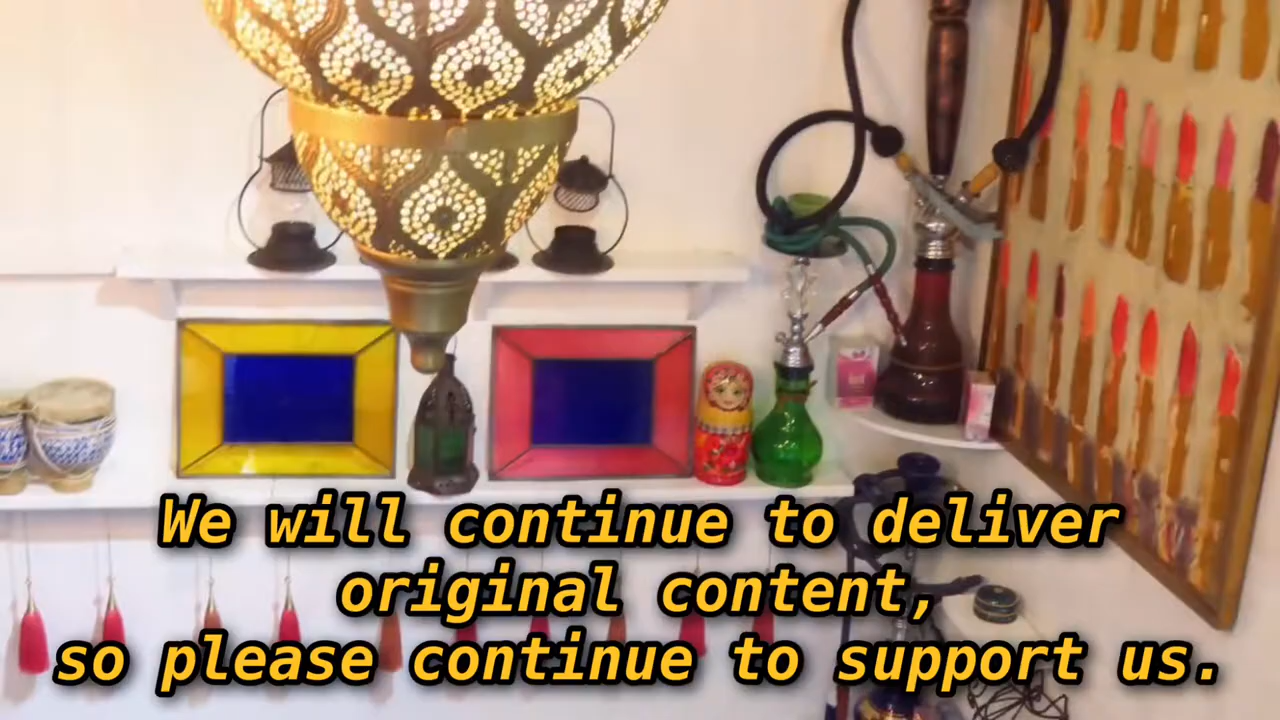 We will continue to deliver
original content,
so please continue to support us.